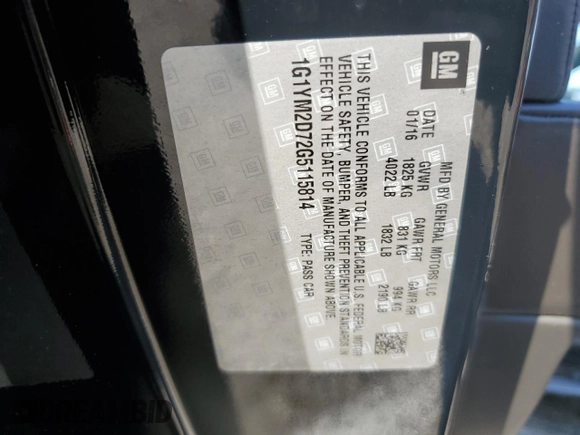 GM
MFD BY GENERAL MOTORS LLC
DATE GVWR GAWR FRT GAWR RR
01/16 1825 KG 831 KG 994 KG
4022 LB 1832 LB 2190 LB
THIS VEHICLE CONFORMS TO ALL APPLICABLE U.S. FEDERAL MOTOR
VEHICLE SAFETY, BUMPER, AND THEFT PREVENTION STANDARDS IN
EFFECT ON THE DATE OF MANUFACTURE SHOWN ABOVE.
1G1YM2D72G5115814 TYPE: PASS CAR